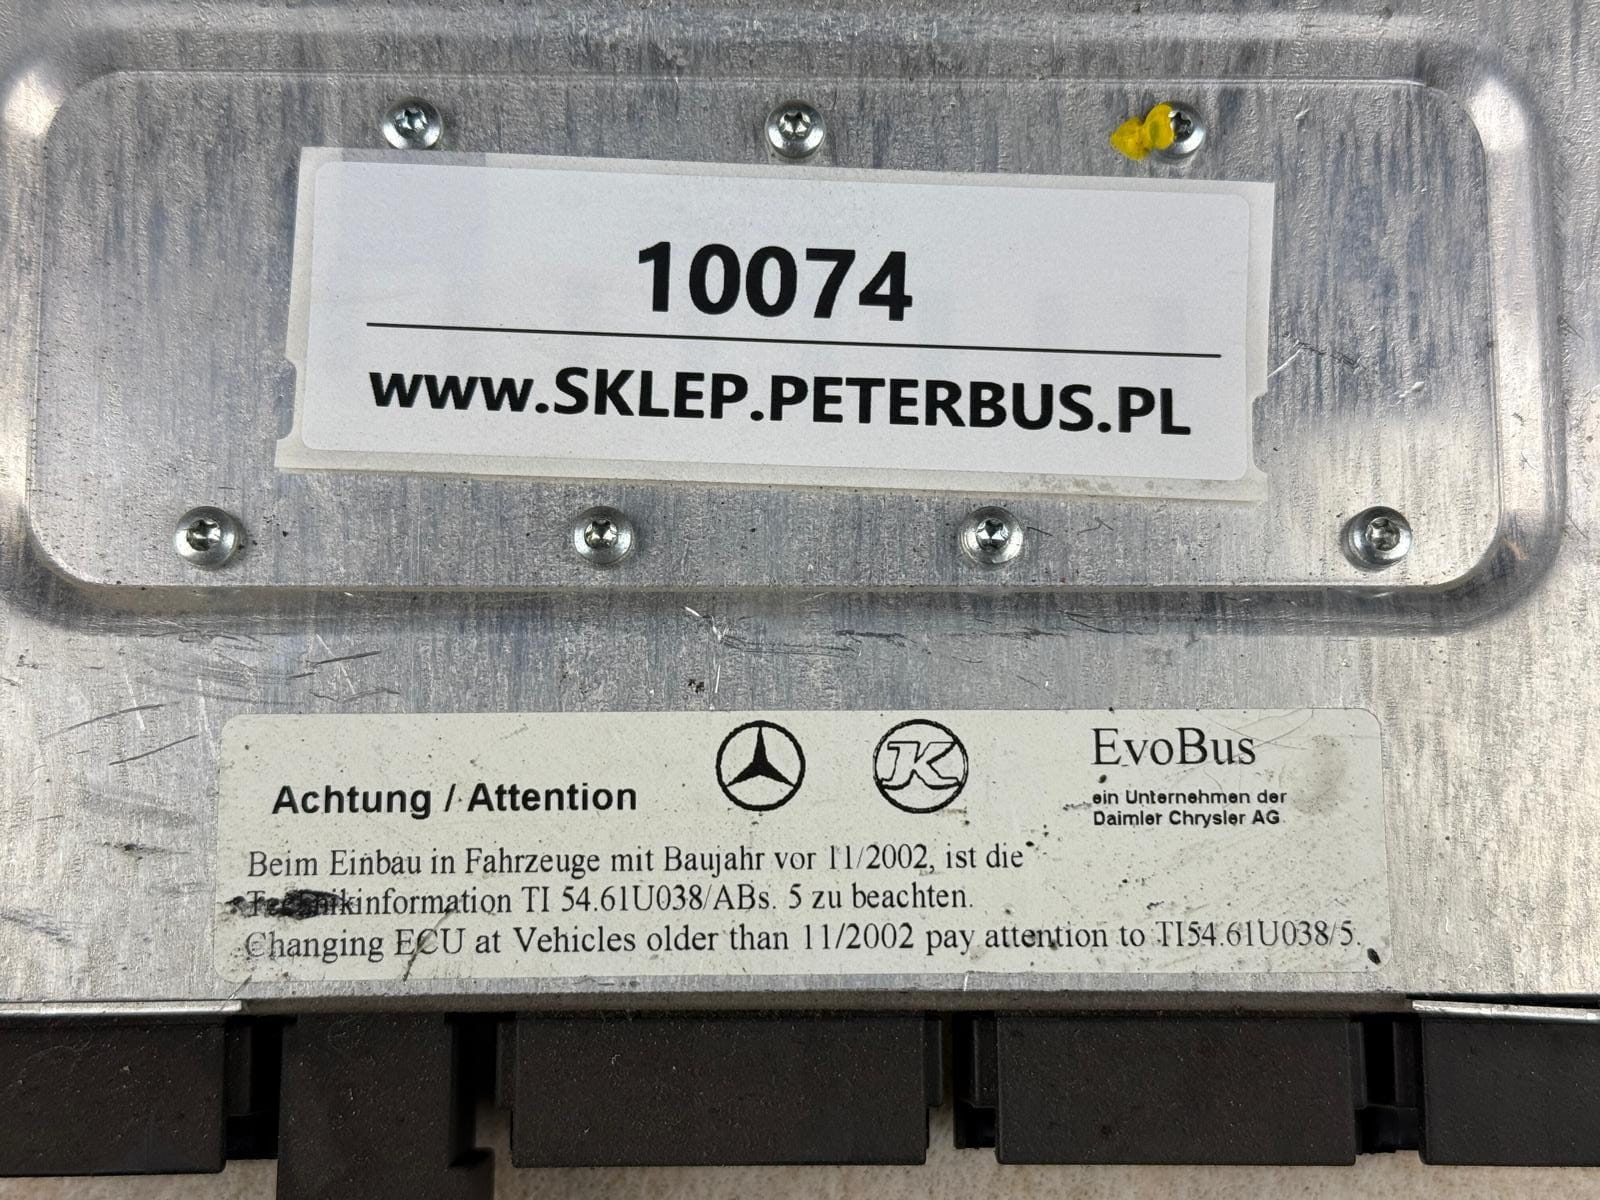 10074
www.SKLEP.PETERBUS.PL
Achtung / Attention
K
EvoBus
ein Unternehmen der
Daimler Chrysler AG
Beim Einbau in Fahrzeuge mit Baujahr vor 11/2002, ist die
Technikinformation TI 54.61U038/ABs. 5 zu beachten.
Changing ECU at Vehicles older than 11/2002 pay attention to TI54.61U038/5.